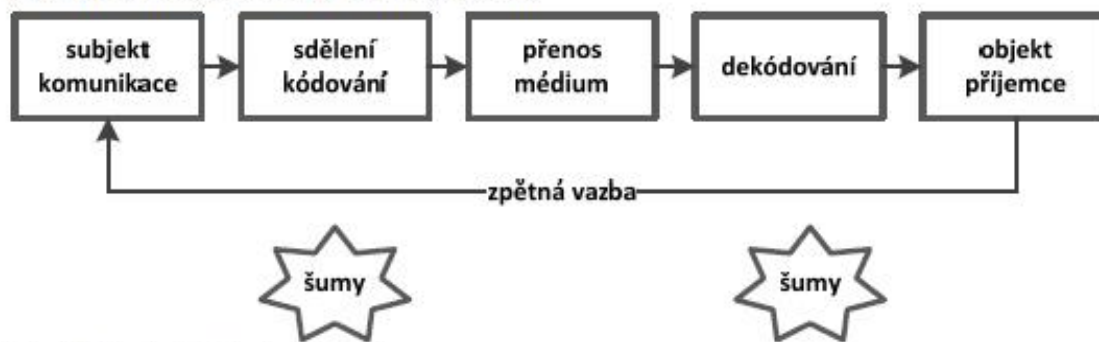 subjekt
komunikace
sdělení
kódování
přenos
médium
dekódování
objekt
příjemce
zpětná vazba
šumy
šumy